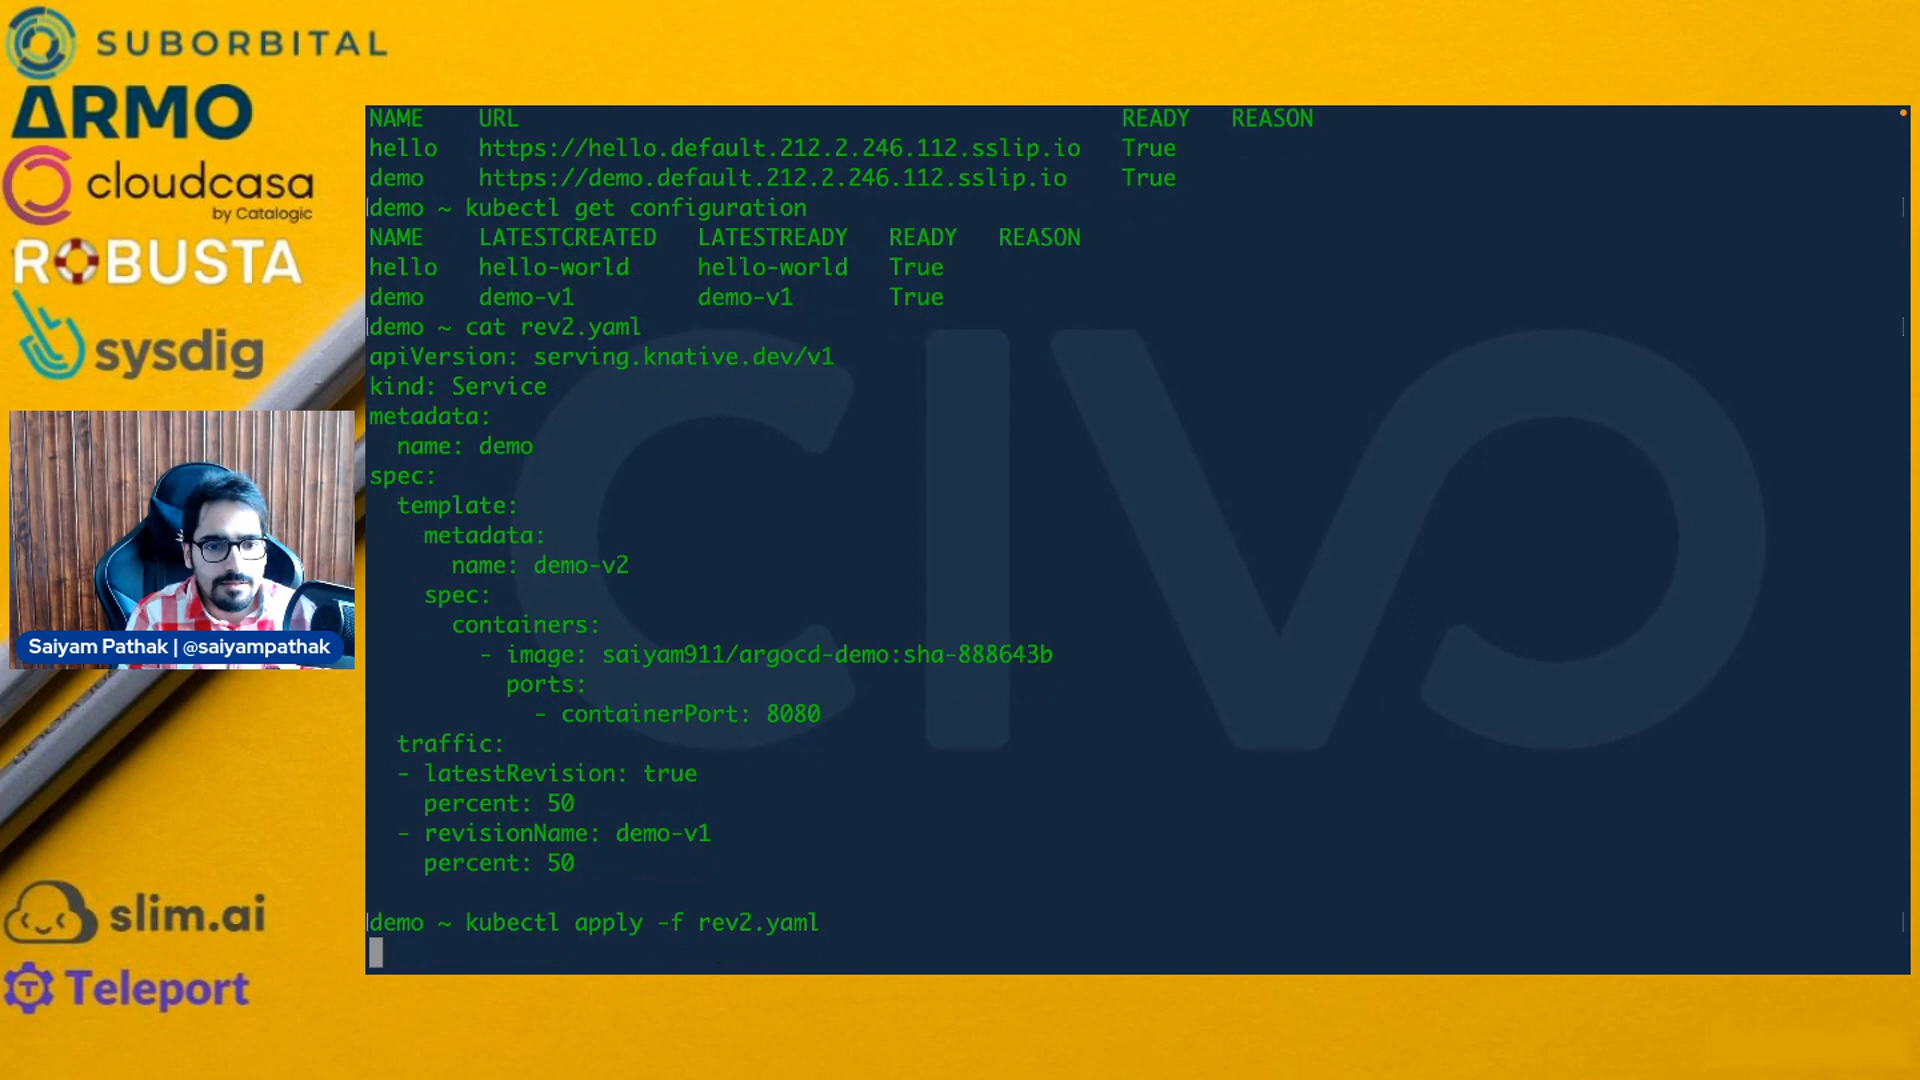 SUBORBITAL
ARMO
cloudcasa
by Catalogic
ROBUSTA
sysdig
Saiyam Pathak | @saiyampathak
slim.ai
Teleport
NAME URL READY REASON
hello https://hello.default.212.2.246.112.sslip.io True
demo https://demo.default.212.2.246.112.sslip.io True
demo ~ kubectl get configuration
NAME LATESTCREATED LATESTREADY READY REASON
hello hello-world hello-world True
demo demo-v1 demo-v1 True
demo ~ cat rev2.yaml
apiVersion: serving.knative.dev/v1
kind: Service
metadata:
  name: demo
spec:
  template:
    metadata:
      name: demo-v2
    spec:
      containers:
        - image: saiyam911/argocd-demo:sha-888643b
          ports:
            - containerPort: 8080
  traffic:
  - latestRevision: true
    percent: 50
  - revisionName: demo-v1
    percent: 50
demo ~ kubectl apply -f rev2.yaml
CIVO